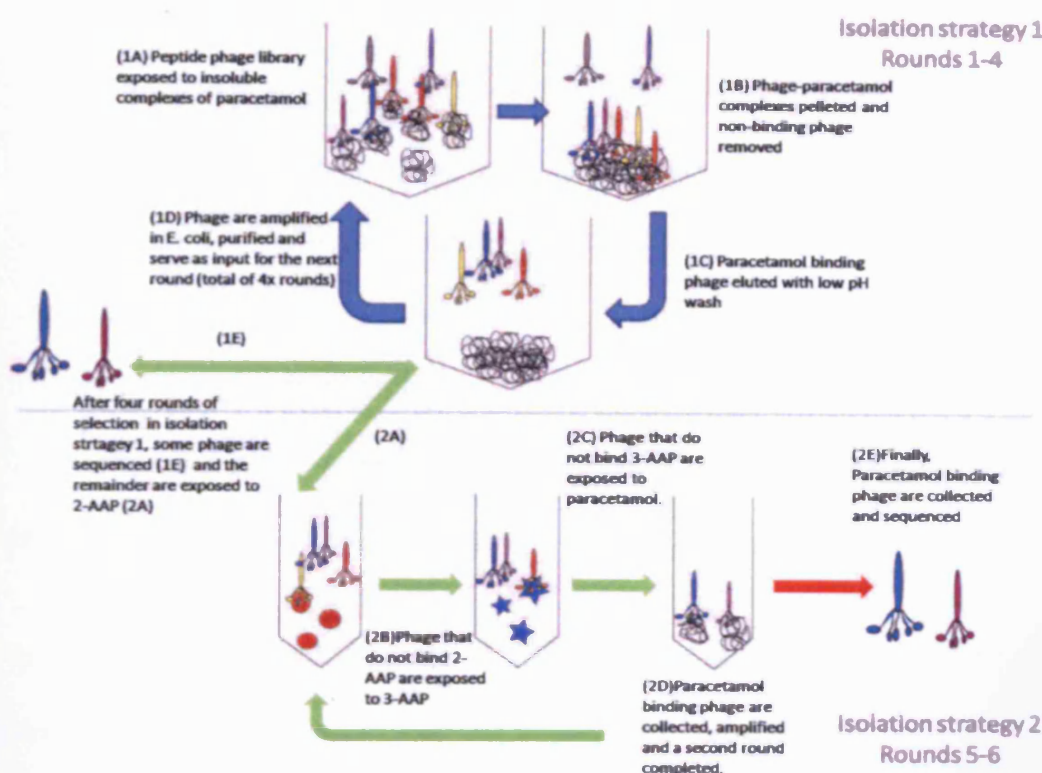 Isolation strategy 1
Rounds 1-4
(1A) Peptide phage library
exposed to insoluble
complexes of paracetamol
(1B) Phage-paracetamol
complexes pelleted and
non-binding phage
removed
(1D) Phage are amplified
in E. coli, purified and
serve as input for the next
round (total of 4x rounds)
(1C) Paracetamol binding
phage eluted with low pH
wash
(1E)
After four rounds of
selection in isolation
strtagey 1, some phage are
sequenced (1E) and the
remainder are exposed to
2-AAP (2A)
(2A)
(2C) Phage that do
not bind 3-AAP are
exposed to
paracetamol.
(2E)Finally,
Paracetamol binding
phage are collected
and sequenced
(2B)Phage that
do not bind 2-
AAP are exposed
to 3-AAP
(2D)Paracetamol
binding phage are
collected, amplified
and a second round
completed.
Isolation strategy 2
Rounds 5-6